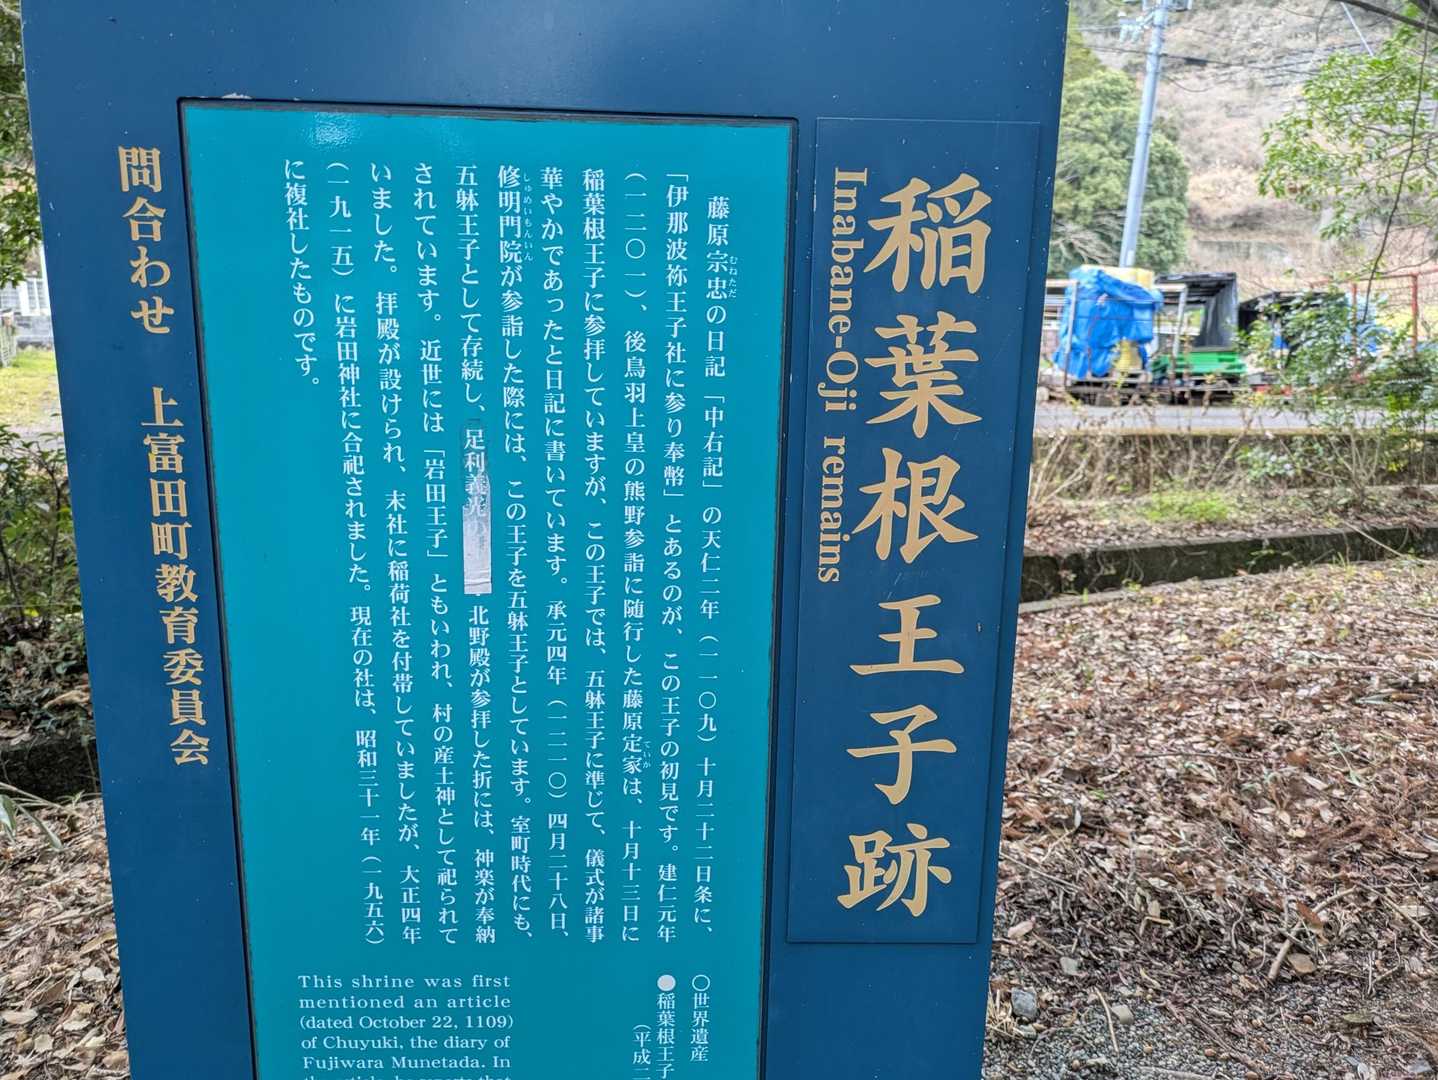 稲葉根王子跡
Inabane-Oji remains
藤原宗忠の日記「中右記」の天仁二年（一一〇九）十月二十二日条に、
むねただ
「伊那波祢王子社に参り奉幣」とあるのが、この王子の初見です。建仁元年
（一二〇一）、後鳥羽上皇の熊野参詣に随行した藤原定家は、十月十三日に
ていか
稲葉根王子に参拝していますが、この王子では、五躰王子に準じて、儀式が諸事
華やかであったと日記に書いています。承元四年（一二一〇）四月二十八日、
修明門院が参詣した際には、この王子を五躰王子としています。室町時代にも、
しゅめいもんいん
五躰王子として存続し、足利義光の 北野殿が参拝した折には、神楽が奉納
されています。近世には「岩田王子」ともいわれ、村の産土神として祀られて
いました。拝殿が設けられ、末社に稲荷社を付帯していましたが、大正四年
（一九一五）に岩田神社に合祀されました。現在の社は、昭和三十一年（一九五六）
に複社したものです。
○世界遺産
●稲葉根王子
（平成二
This shrine was first
mentioned an article
(dated October 22, 1109)
of Chuyuki, the diary of
Fujiwara Munetada. In
問合わせ 上富田町教育委員会